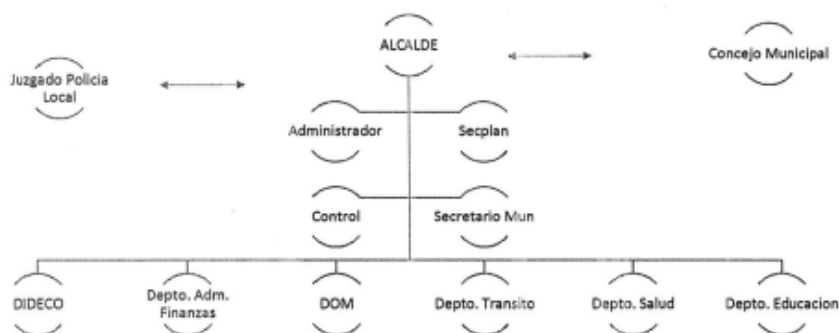 ALCALDE
Concejo Municipal
Juzgado Policia
Local
Administrador
Secplan
Control
Secretario Mun
DIDECO
Depto. Adm.
Finanzas
DOM
Depto. Transito
Depto. Salud
Depto. Educacion